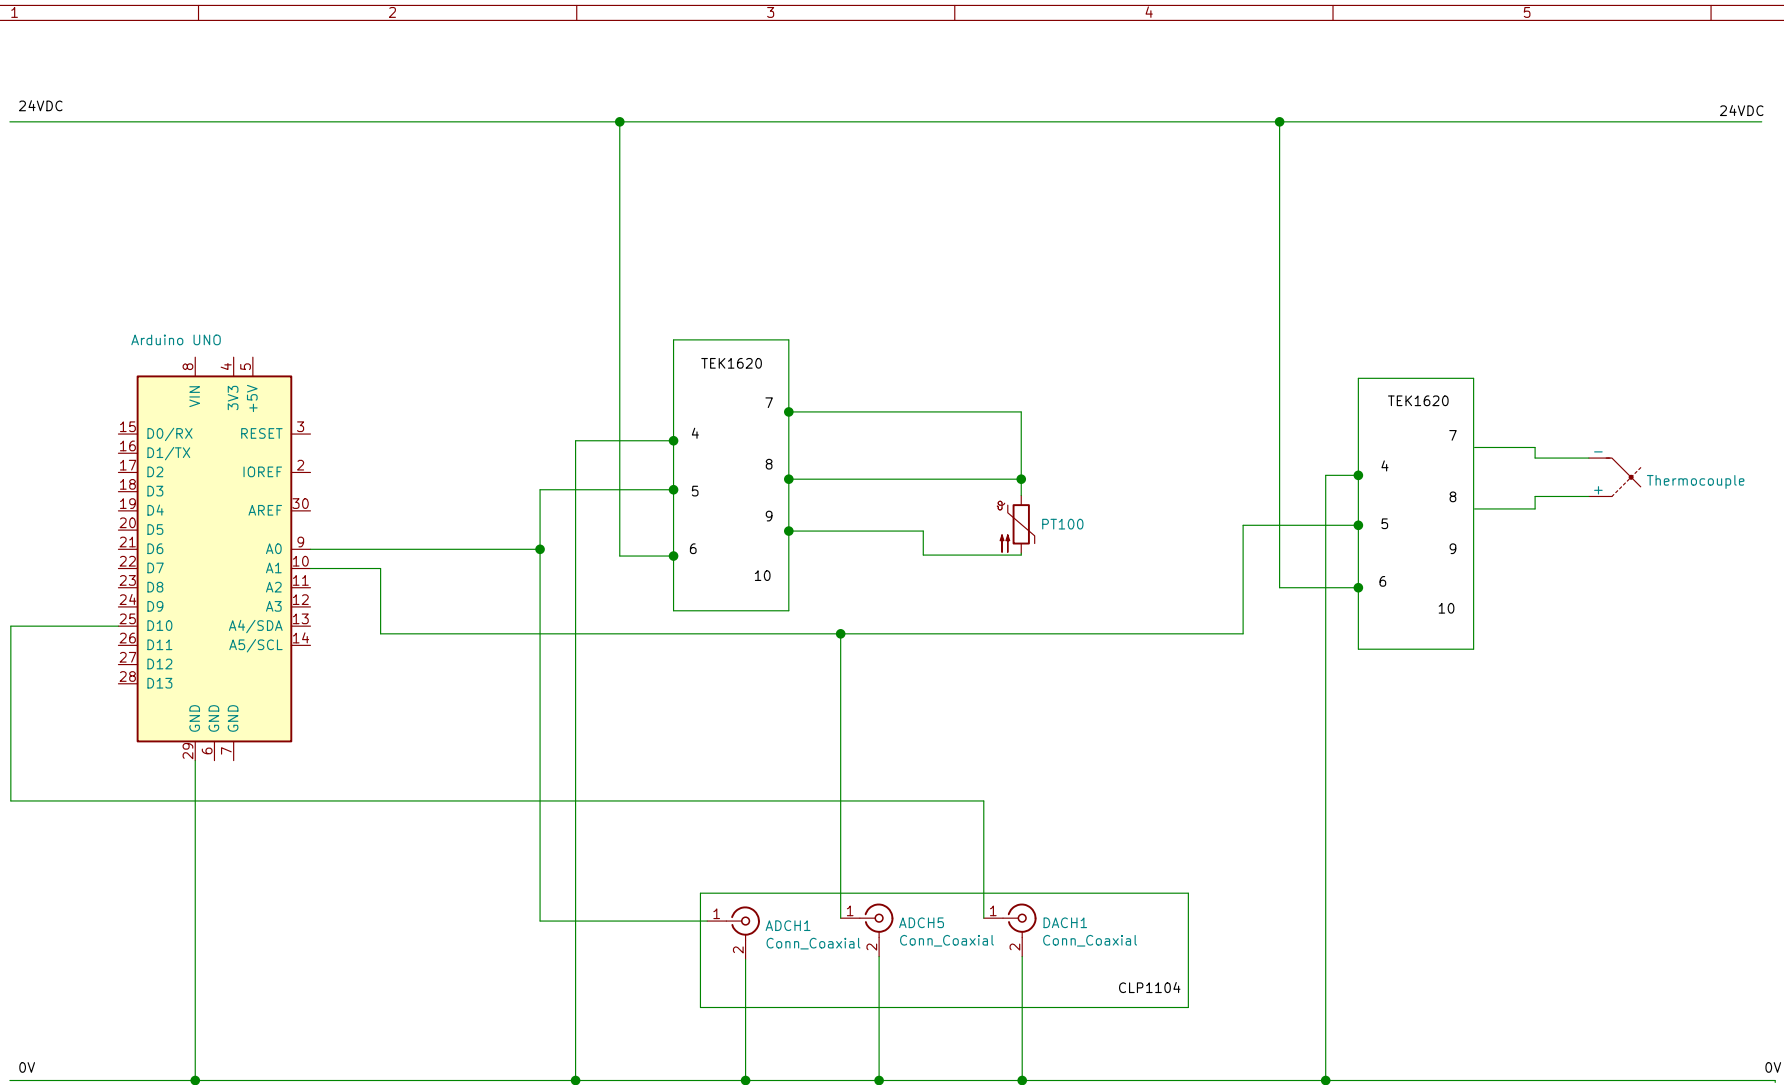 1 2 3 4 5
24VDC 24VDC
Arduino UNO
8 4 5
VIN 3V3 +5V
15 D0/RX RESET 3
16 D1/TX
17 D2 IOREF 2
18 D3
19 D4 AREF 30
20 D5
21 D6 A0 9
22 D7 A1 10
23 D8 A2 11
24 D9 A3 12
25 D10 A4/SDA 13
26 D11 A5/SCL 14
27 D12
28 D13
GND GND GND
29 6 7
TEK1620
7
4
8
5
9
6
10
ϑ
PT100
TEK1620
7
4
8
5
9
6
10
−
+
Thermocouple
1 ADCH1
2 Conn_Coaxial
1 ADCH5
2 Conn_Coaxial
1 DACH1
2 Conn_Coaxial
CLP1104
0V 0V